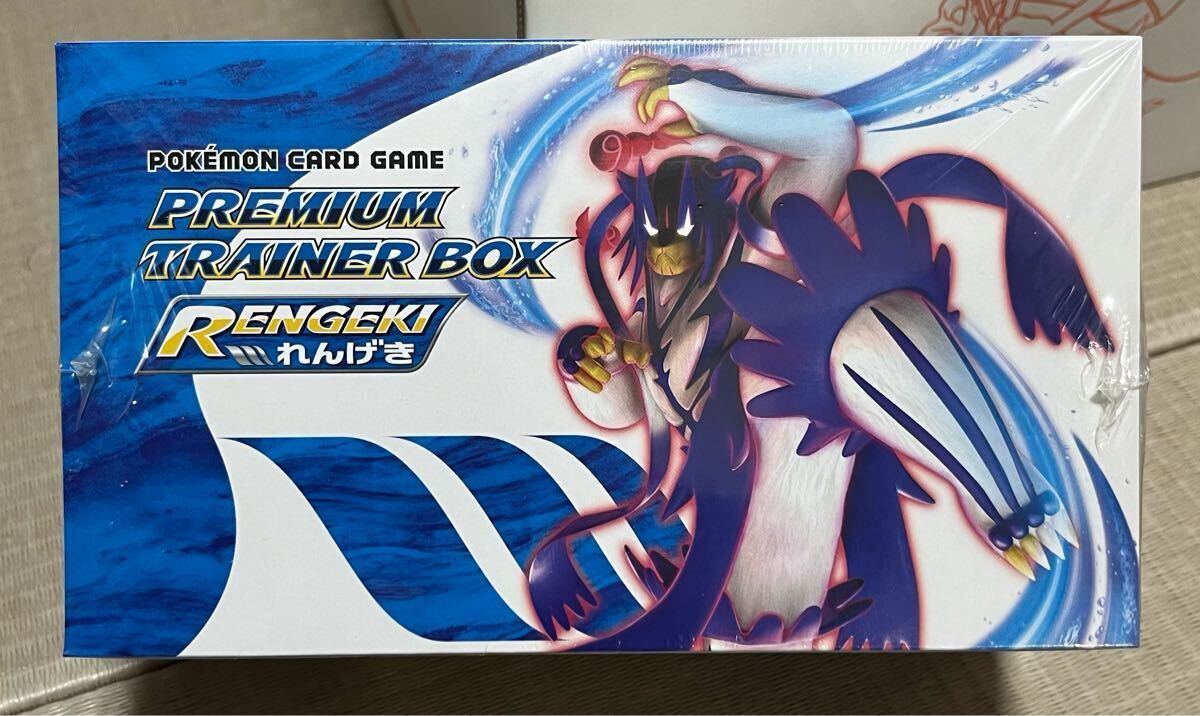 POKÉMON CARD GAME
PREMIUM
TRAINER BOX
RENGEKI
れんげき